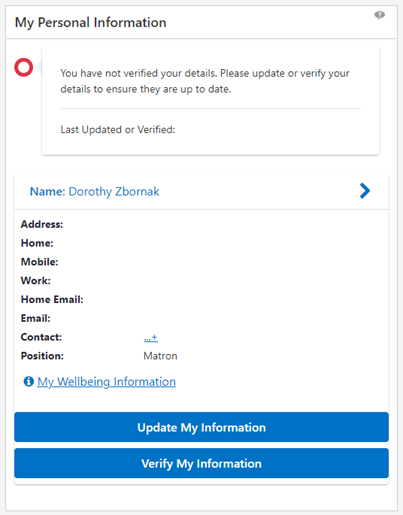 My Personal Information
You have not verified your details. Please update or verify your
details to ensure they are up to date.
Last Updated or Verified:
Name: Dorothy Zbornak
Address:
Home:
Mobile:
Work:
Home Email:
Email:
Contact: ...+
Position: Matron
My Wellbeing Information
Update My Information
Verify My Information